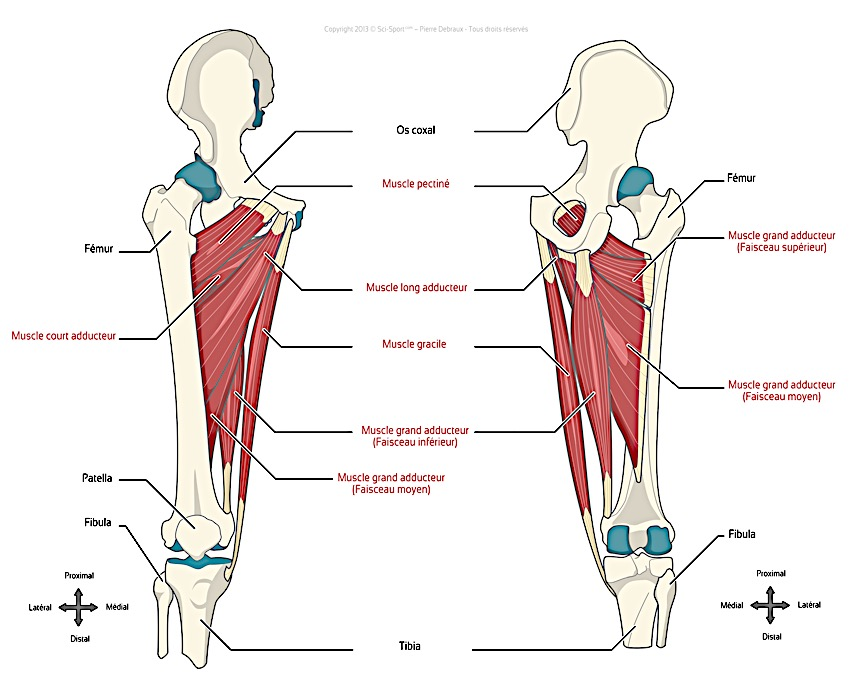 Copyright 2013 © Sci-Sport.com – Pierre Debraux - Tous droits réservés
Os coxal
Muscle pectiné
Fémur
Fémur
Muscle grand adducteur
(Faisceau supérieur)
Muscle long adducteur
Muscle court adducteur
Muscle gracile
Muscle grand adducteur
(Faisceau moyen)
Muscle grand adducteur
(Faisceau inférieur)
Patella
Muscle grand adducteur
(Faisceau moyen)
Fibula
Fibula
Proximal
Latéral
Médial
Distal
Proximal
Médial
Latéral
Distal
Tibia